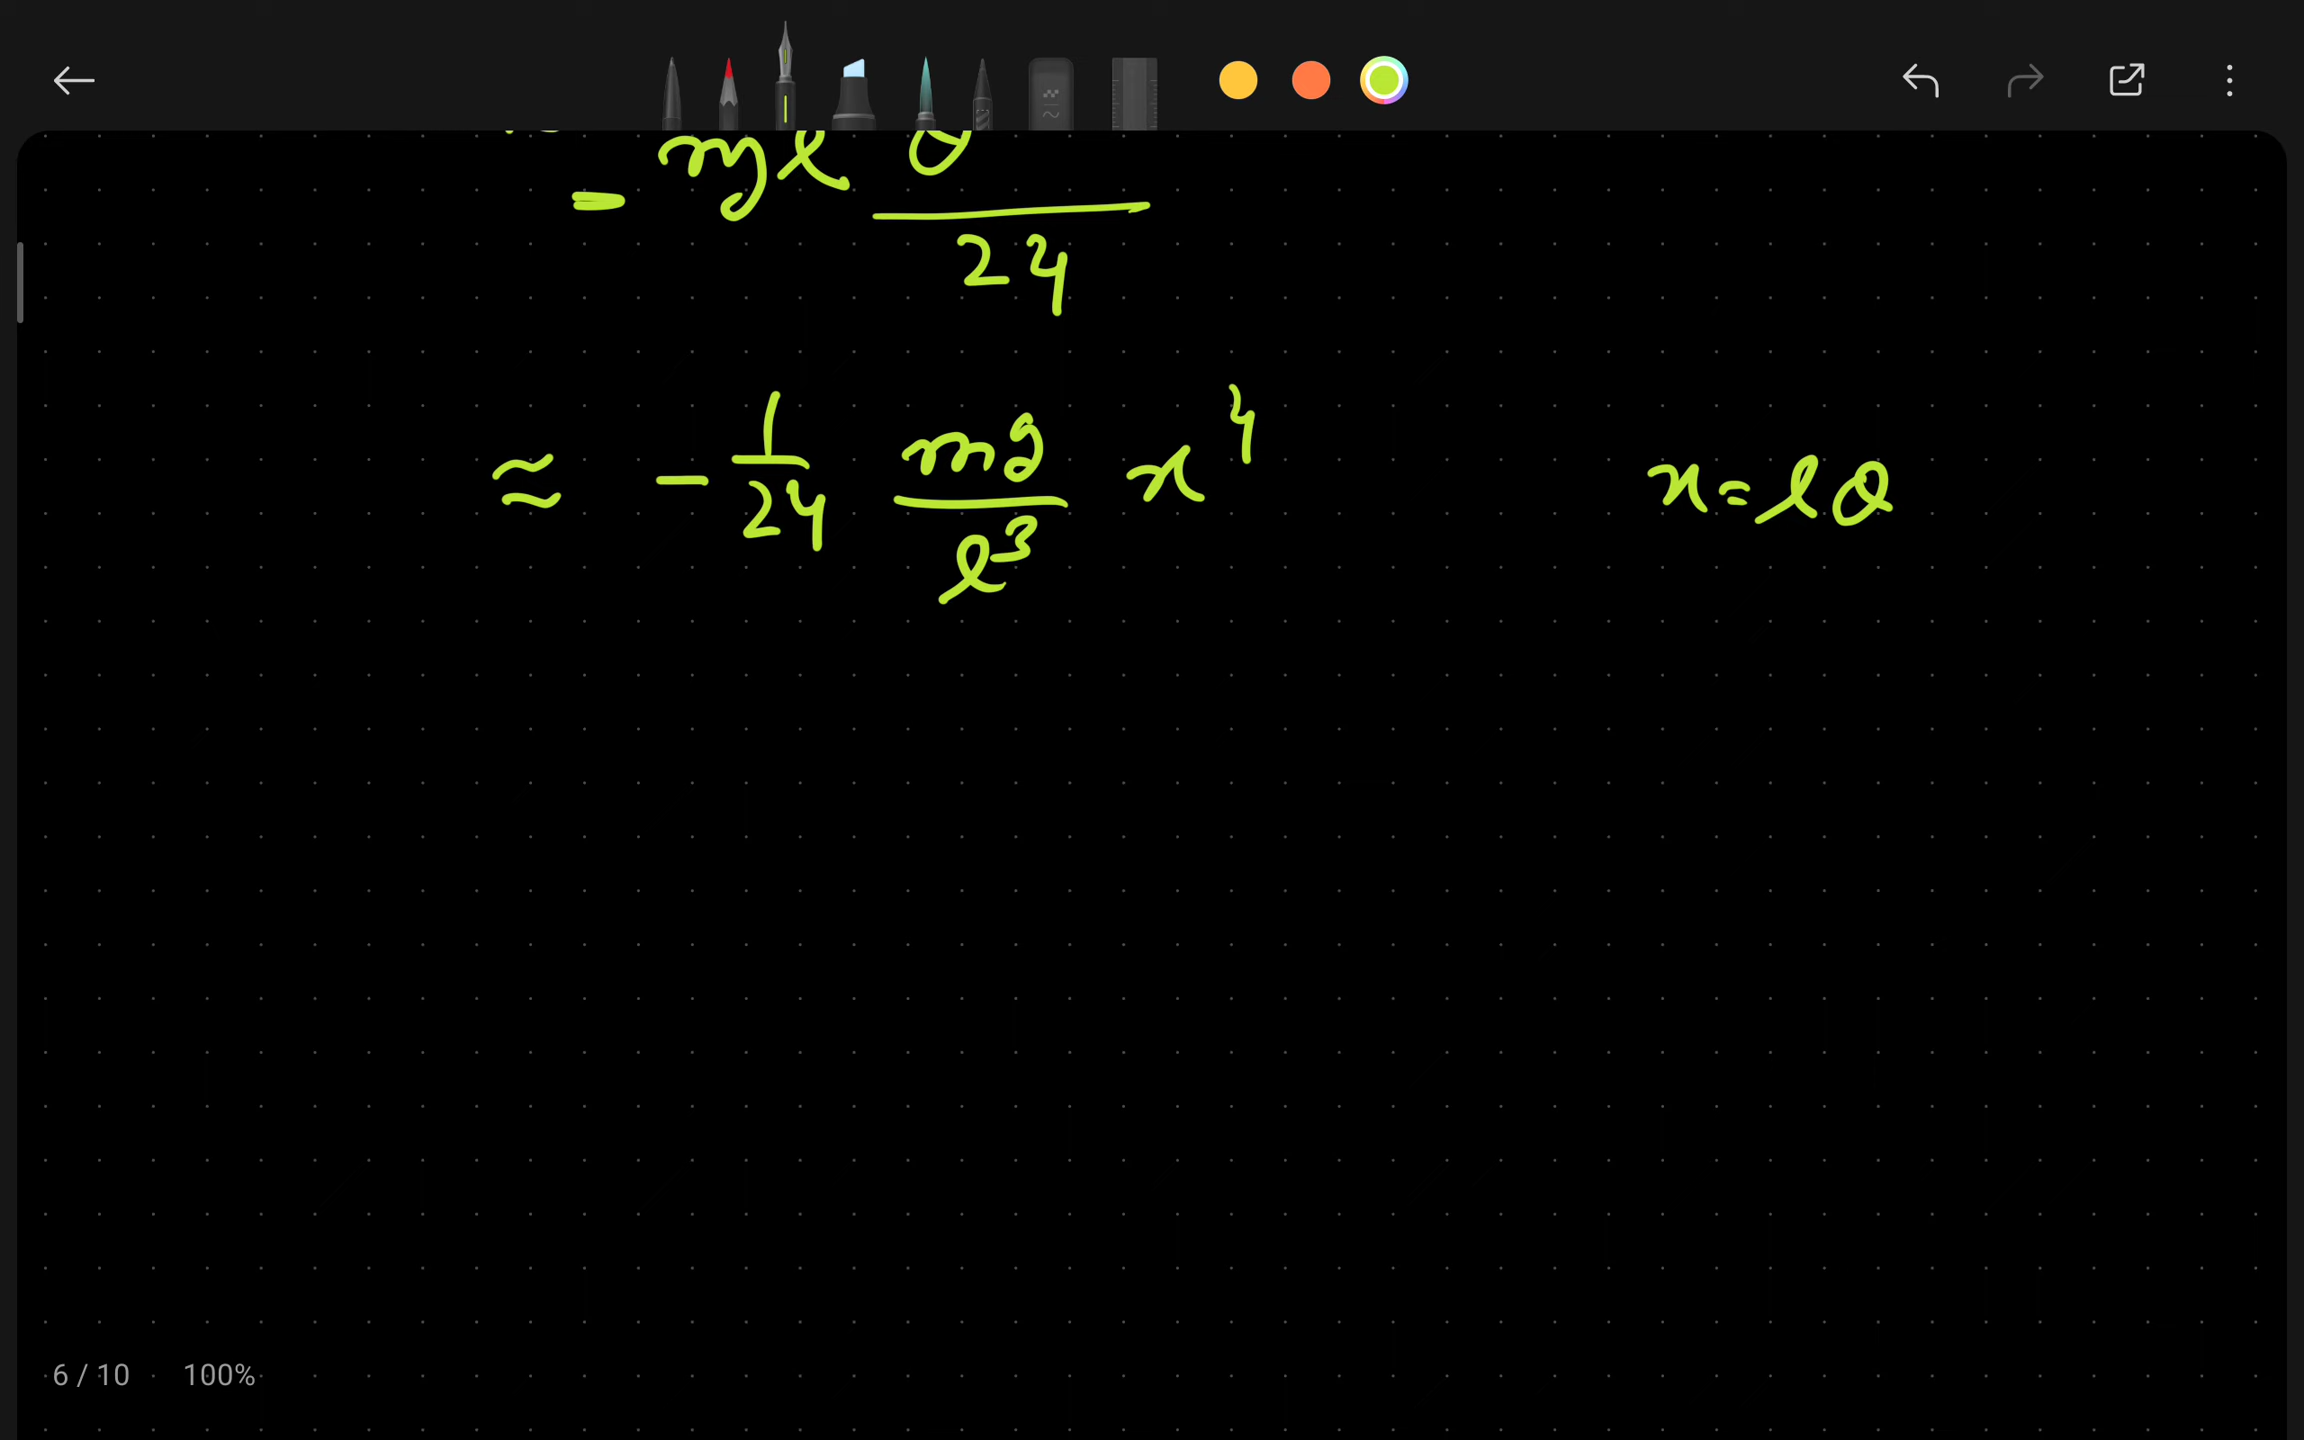 = mgl θ / 24
≈ - 1/24 mg/l³ x⁴ x = lθ
6 / 10 100%